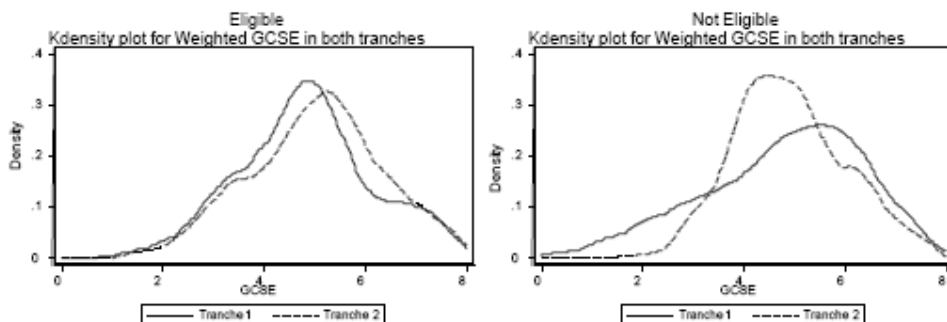 Eligible
Kdensity plot for Weighted GCSE in both tranches
.4
.3
.2
.1
0
Density
0 2 4 6 8
GCSE
Tranche 1 Tranche 2
Not Eligible
Kdensity plot for Weighted GCSE in both tranches
.4
.3
.2
.1
0
Density
0 2 4 6 8
GCSE
Tranche 1 Tranche 2